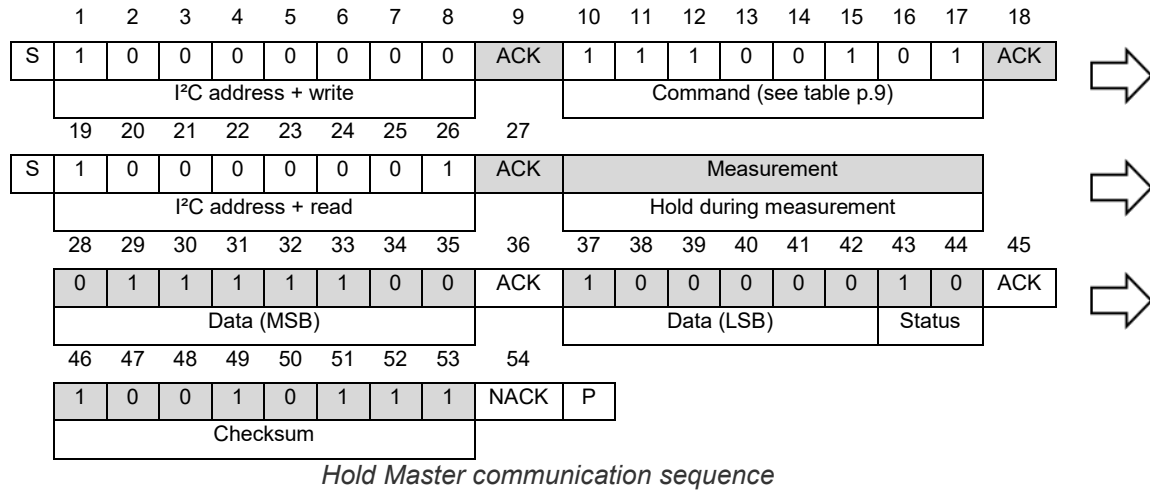 1 2 3 4 5 6 7 8 9 10 11 12 13 14 15 16 17 18
S 1 0 0 0 0 0 0 0 ACK 1 1 1 0 0 1 0 1 ACK
I²C address + write Command (see table p.9)
19 20 21 22 23 24 25 26 27
S 1 0 0 0 0 0 0 1 ACK Measurement
I²C address + read Hold during measurement
28 29 30 31 32 33 34 35 36 37 38 39 40 41 42 43 44 45
0 1 1 1 1 1 0 0 ACK 1 0 0 0 0 0 1 0 ACK
Data (MSB) Data (LSB) Status
46 47 48 49 50 51 52 53 54
1 0 0 1 0 1 1 1 NACK P
Checksum
Hold Master communication sequence